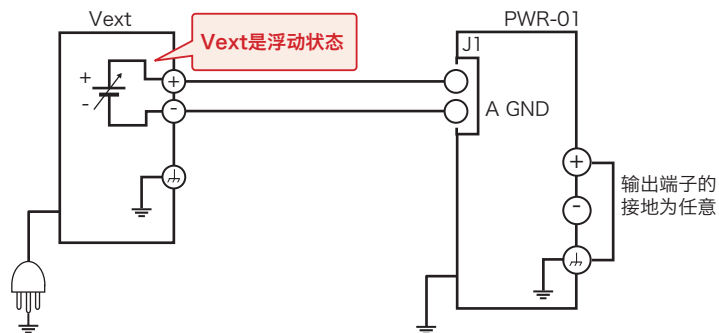 Vext
PWR-01
Vext是浮动状态
J1
+
-
+
-
A GND
+
-
输出端子的
接地为任意